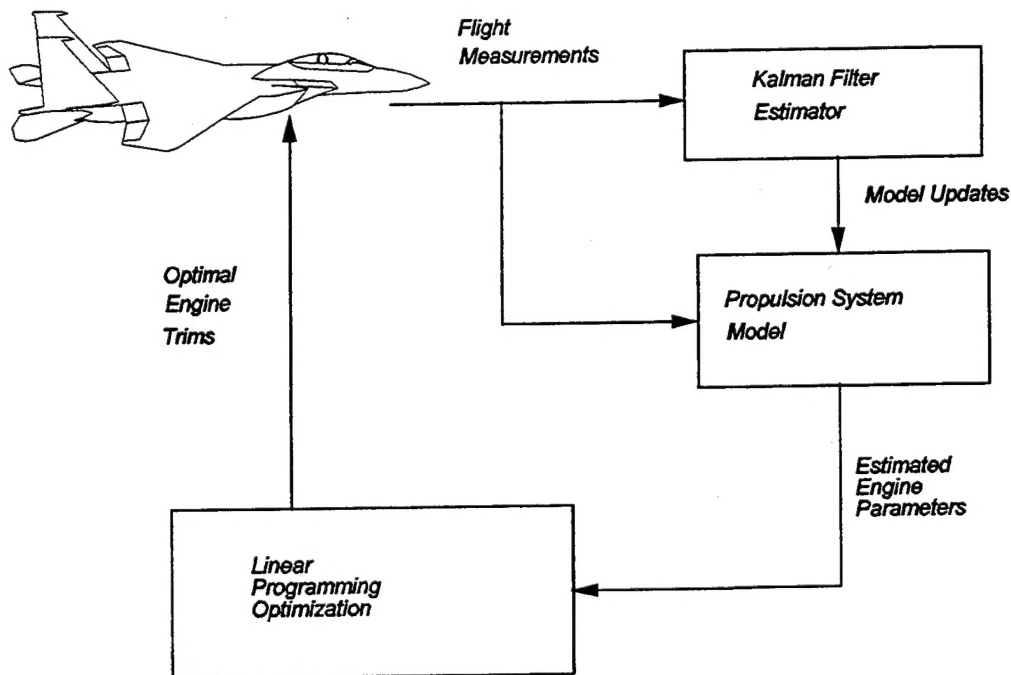 Flight
Measurements
Kalman Filter
Estimator
Model Updates
Propulsion System
Model
Optimal
Engine
Trims
Estimated
Engine
Parameters
Linear
Programming
Optimization